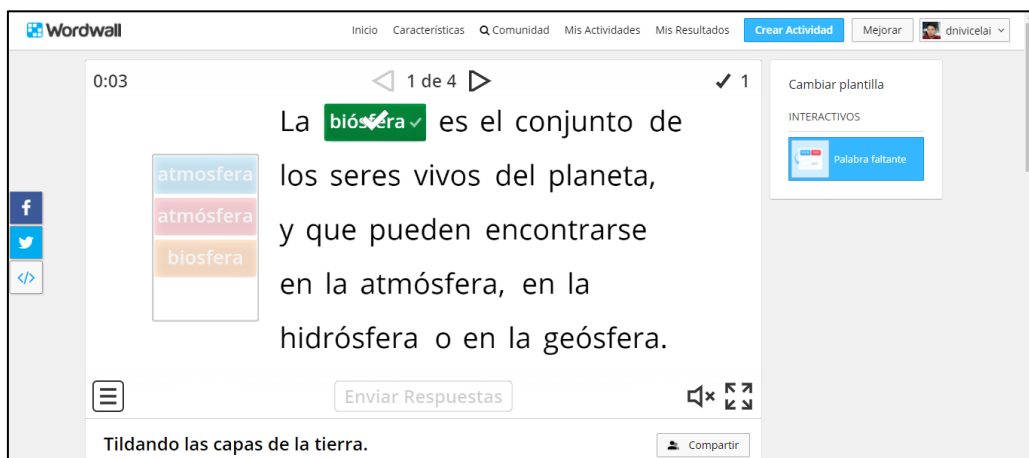 Wordwall
Inicio Características Comunidad Mis Actividades Mis Resultados Crear Actividad Mejorar dnivicelai
0:03 1 de 4 1
La biósfera es el conjunto de
los seres vivos del planeta,
y que pueden encontrarse
en la atmósfera, en la
hidrósfera o en la geósfera.
atmosfera
atmósfera
biosfera
Enviar Respuestas
Tildando las capas de la tierra.
Compartir
Cambiar plantilla
INTERACTIVOS
Palabra faltante
f
</>